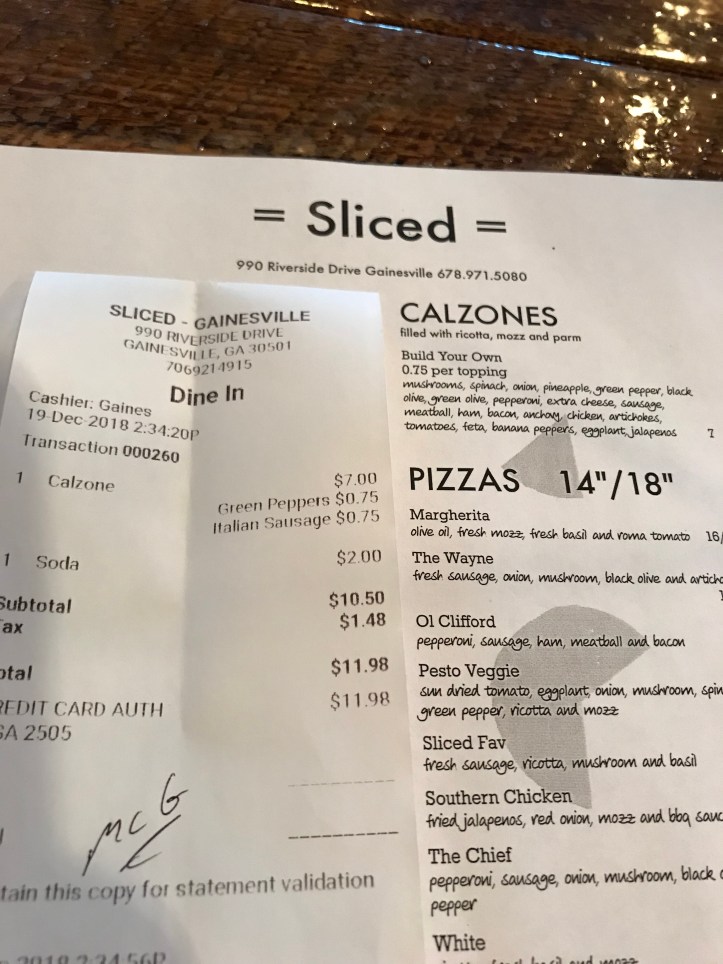 = Sliced =
990 Riverside Drive Gainesville 678.971.5080
SLICED - GAINESVILLE
990 RIVERSIDE DRIVE
GAINESVILLE, GA 30501
7069214915
Dine In
Cashier: Gaines
19-Dec-2018 2:34:20P
Transaction 000260
1 Calzone $7.00
Green Peppers $0.75
Italian Sausage $0.75
1 Soda $2.00
Subtotal $10.50
ax $1.48
otal $11.98
REDIT CARD AUTH $11.98
SA 2505
McG
tain this copy for statement validation
2018 2:34:56P
CALZONES
filled with ricotta, mozz and parm
Build Your Own
0.75 per topping
mushrooms, spinach, onion, pineapple, green pepper, black
olive, green olive, pepperoni, extra cheese, sausage,
meatball, ham, bacon, anchovy, chicken, artichokes,
tomatoes, feta, banana peppers, eggplant, jalapenos 7
PIZZAS 14"/18"
Margherita
olive oil, fresh mozz, fresh basil and roma tomato 16/
The Wayne
fresh sausage, onion, mushroom, black olive and articho
Ol Clifford
pepperoni, sausage, ham, meatball and bacon
Pesto Veggie
sun dried tomato, eggplant, onion, mushroom, spin
green pepper, ricotta and mozz
Sliced Fav
fresh sausage, ricotta, mushroom and basil
Southern Chicken
fried jalapenos, red onion, mozz and bbq sauc
The Chief
pepperoni, sausage, onion, mushroom, black o
pepper
White